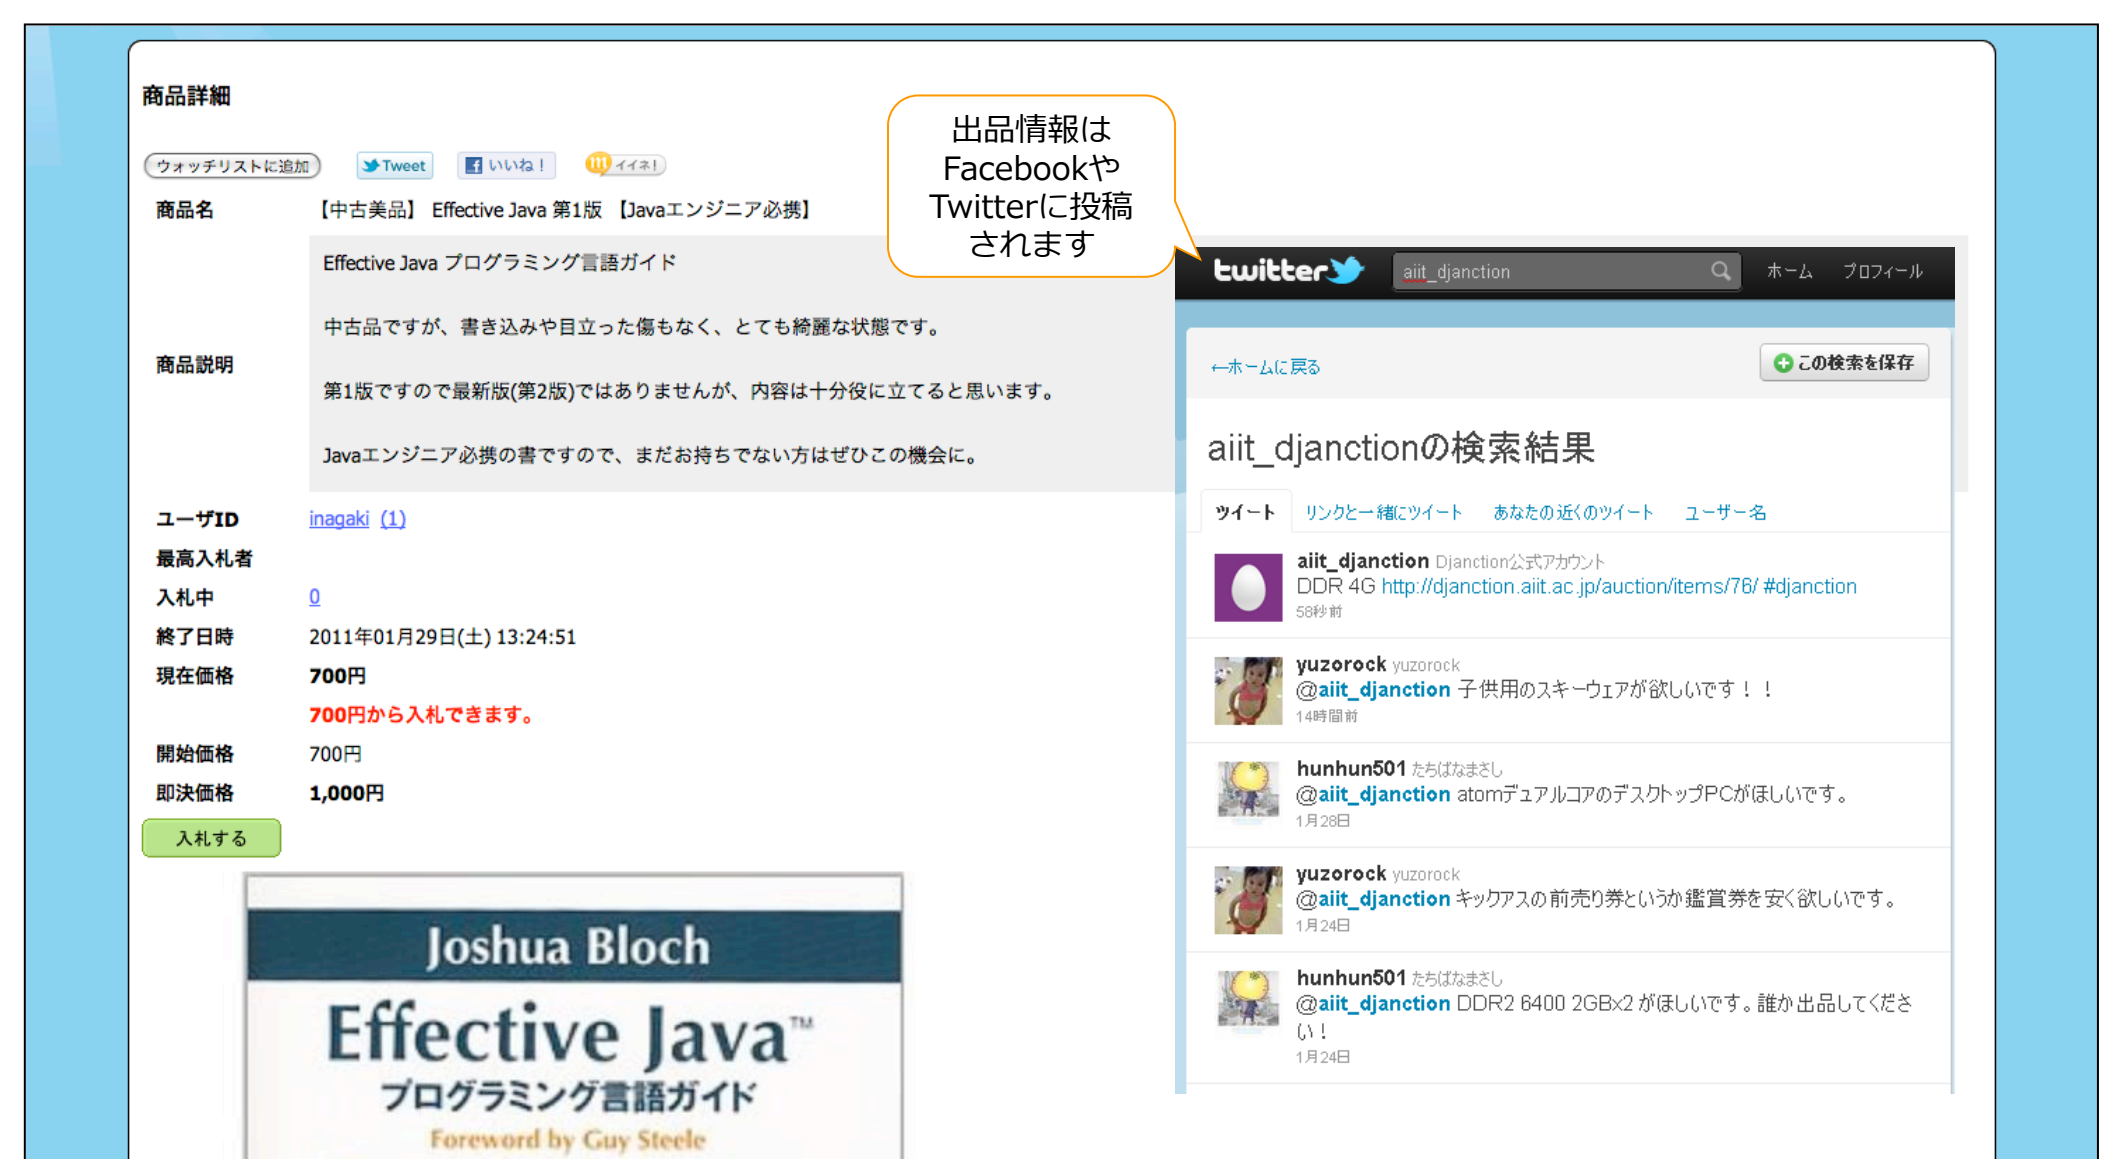 商品詳細
出品情報は
Facebookや
Twitterに投稿
されます
ウォッチリストに追加 Tweet いいね！ イイネ！
商品名 【中古美品】 Effective Java 第1版 【Javaエンジニア必携】
商品説明
Effective Java プログラミング言語ガイド
中古品ですが、書き込みや目立った傷もなく、とても綺麗な状態です。
第1版ですので最新版(第2版)ではありませんが、内容は十分役に立てると思います。
Javaエンジニア必携の書ですので、まだお持ちでない方はぜひこの機会に。
ユーザID inagaki (1)
最高入札者
入札中 0
終了日時 2011年01月29日(土) 13:24:51
現在価格 700円
700円から入札できます。
開始価格 700円
即決価格 1,000円
入札する
Joshua Bloch
Effective Java™
プログラミング言語ガイド
Foreword by Guy Steele
twitter aiit_djanction ホーム プロフィール
←ホームに戻る この検索を保存
aiit_djanctionの検索結果
ツイート リンクと一緒にツイート あなたの近くのツイート ユーザー名
aiit_djanction Djanction公式アカウント
DDR 4G http://djanction.aiit.ac.jp/auction/items/76/ #djanction
58秒前
yuzorock yuzorock
@aiit_djanction 子供用のスキーウェアが欲しいです！！
14時間前
hunhun501 たちばなまさし
@aiit_djanction atomデュアルコアのデスクトップPCがほしいです。
1月28日
yuzorock yuzorock
@aiit_djanction キックアスの前売り券というか鑑賞券を安く欲しいです。
1月24日
hunhun501 たちばなまさし
@aiit_djanction DDR2 6400 2GBx2 がほしいです。誰か出品してくださ
い！
1月24日